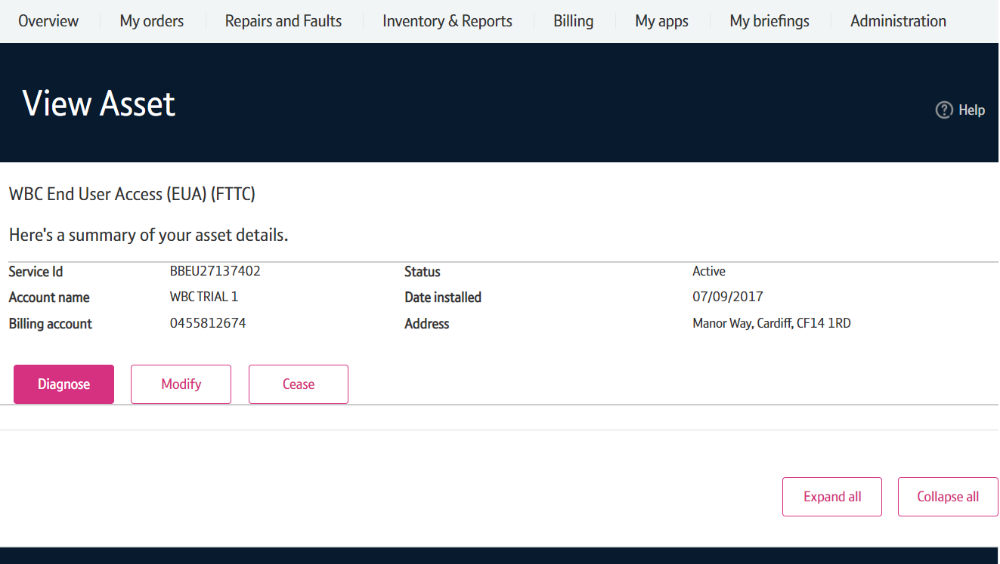 Overview My orders Repairs and Faults Inventory & Reports Billing My apps My briefings Administration
View Asset
Help
WBC End User Access (EUA) (FTTC)
Here's a summary of your asset details.
Service Id BBEU27137402 Status Active
Account name WBC TRIAL 1 Date installed 07/09/2017
Billing account 0455812674 Address Manor Way, Cardiff, CF14 1RD
Diagnose Modify Cease
Expand all Collapse all